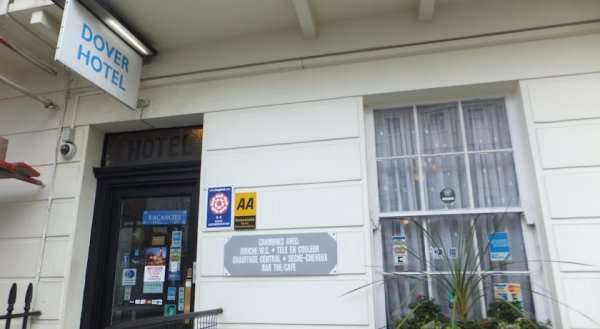 DOVER
HOTEL
HOTEL
VACANCIES
AA
CHAMBRES AVEC:
DOUCHE/W.C. • TELE EN COULEUR
CHAUFFAGE CENTRAL • SECHE-CHEVEUX
BAR THE/CAFE